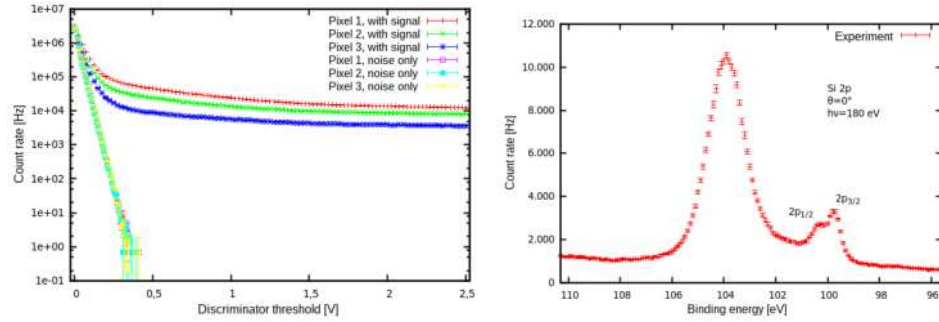 1e+07
1e+06
1e+05
1e+04
1e+03
1e+02
1e+01
1e+00
1e-01
Count rate [Hz]
Pixel 1, with signal
Pixel 2, with signal
Pixel 3, with signal
Pixel 1, noise only
Pixel 2, noise only
Pixel 3, noise only
0 0,5 1 1,5 2 2,5
Discriminator threshold [V]
12.000
10.000
8.000
6.000
4.000
2.000
0
Count rate [Hz]
Experiment
Si 2p
θ=0°
hν=180 eV
2p1/2
2p3/2
110 108 106 104 102 100 98 96
Binding energy [eV]